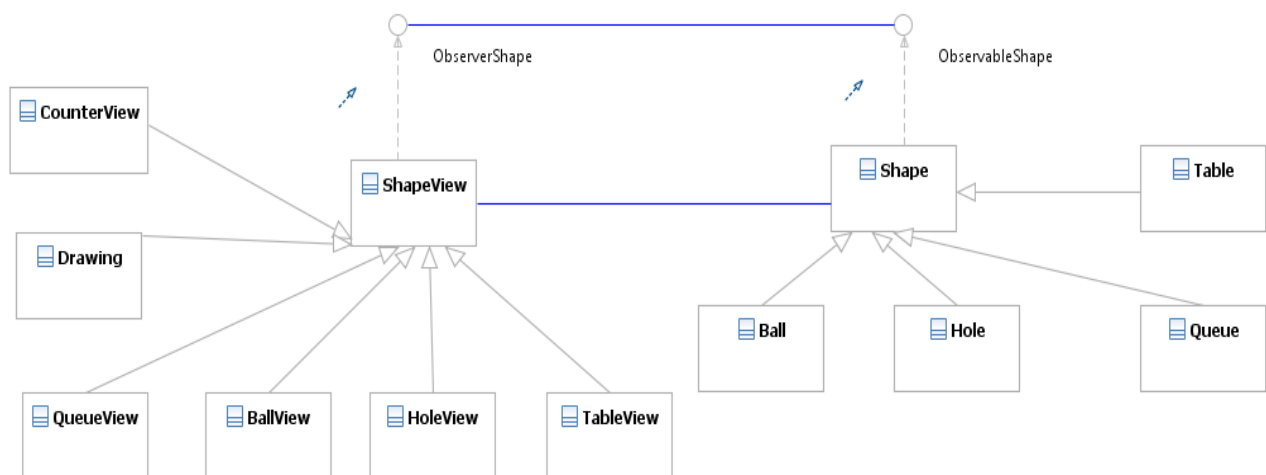 ObserverShape
ObservableShape
CounterView
ShapeView
Shape
Table
Drawing
Ball
Hole
Queue
QueueView
BallView
HoleView
TableView